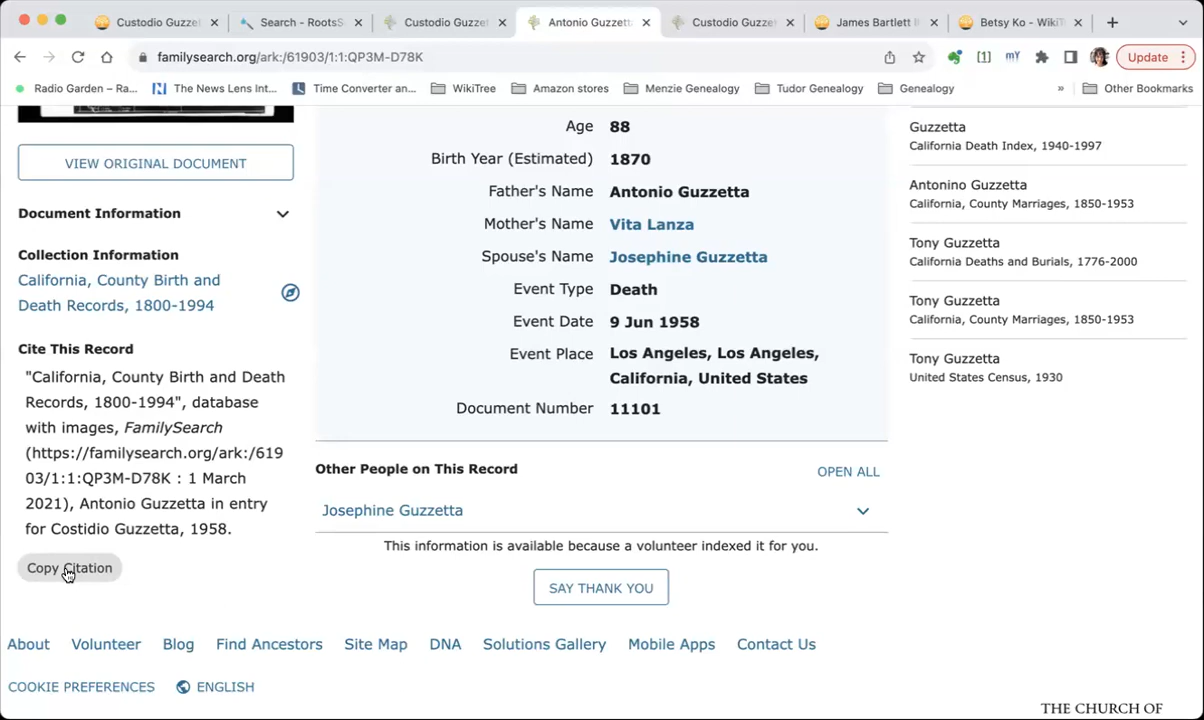 Custodio Guzzet
Search - RootsS
Custodio Guzzet
Antonio Guzzett
Custodio Guzzet
James Bartlett
Betsy Ko - WikiT
familysearch.org/ark:/61903/1:1:QP3M-D78K
[1]
mY
Update
Radio Garden – Ra...
The News Lens Int...
Time Converter an...
WikiTree
Amazon stores
Menzie Genealogy
Tudor Genealogy
Genealogy
»
Other Bookmarks
VIEW ORIGINAL DOCUMENT
Document Information
Collection Information
California, County Birth and
Death Records, 1800-1994
Cite This Record
"California, County Birth and Death
Records, 1800-1994", database
with images, FamilySearch
(https://familysearch.org/ark:/619
03/1:1:QP3M-D78K : 1 March
2021), Antonio Guzzetta in entry
for Costidio Guzzetta, 1958.
Copy Citation
Age 88
Birth Year (Estimated) 1870
Father's Name Antonio Guzzetta
Mother's Name Vita Lanza
Spouse's Name Josephine Guzzetta
Event Type Death
Event Date 9 Jun 1958
Event Place Los Angeles, Los Angeles,
California, United States
Document Number 11101
Other People on This Record
OPEN ALL
Josephine Guzzetta
This information is available because a volunteer indexed it for you.
SAY THANK YOU
Guzzetta
California Death Index, 1940-1997
Antonino Guzzetta
California, County Marriages, 1850-1953
Tony Guzzetta
California Deaths and Burials, 1776-2000
Tony Guzzetta
California, County Marriages, 1850-1953
Tony Guzzetta
United States Census, 1930
About
Volunteer
Blog
Find Ancestors
Site Map
DNA
Solutions Gallery
Mobile Apps
Contact Us
COOKIE PREFERENCES
ENGLISH
THE CHURCH OF